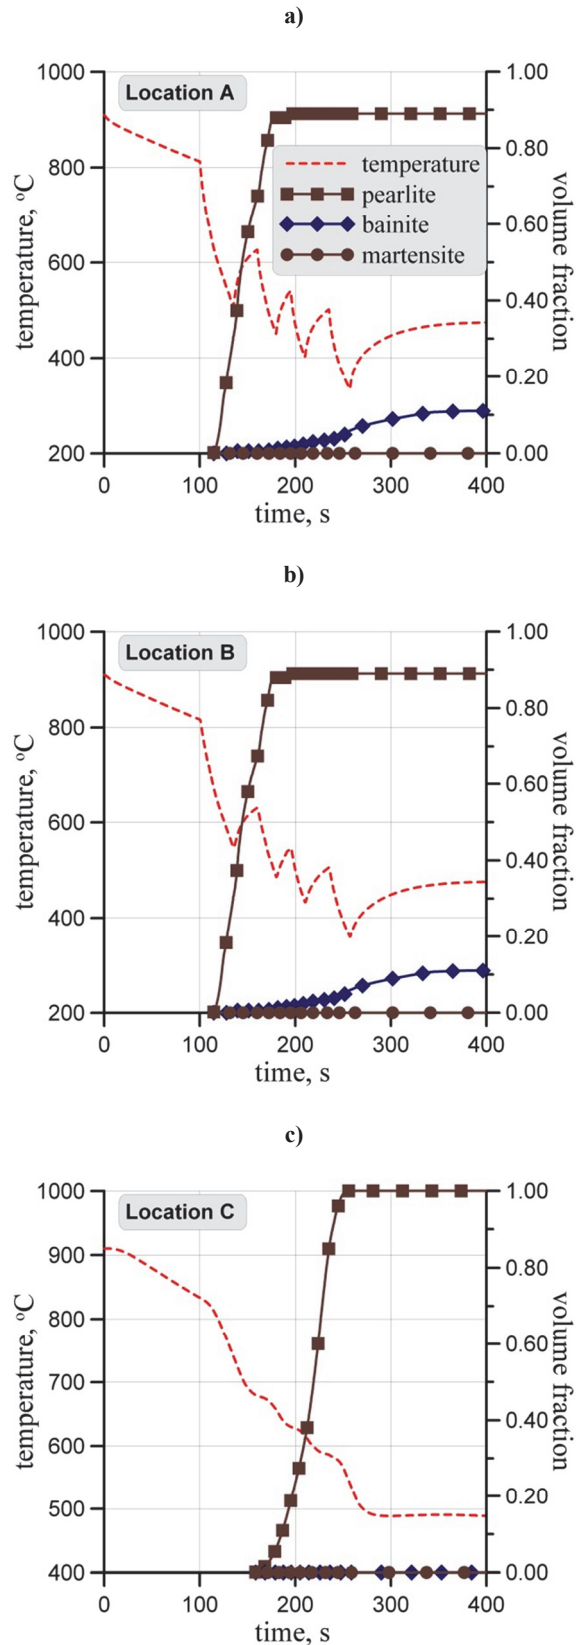 a)
Location A
1000
800
600
400
200
temperature, °C
1.00
0.80
0.60
0.40
0.20
0.00
volume fraction
temperature
pearlite
bainite
martensite
0 100 200 300 400
time, s
b)
Location B
1000
800
600
400
200
temperature, °C
1.00
0.80
0.60
0.40
0.20
0.00
volume fraction
0 100 200 300 400
time, s
c)
Location C
1000
900
800
700
600
500
400
temperature, °C
1.00
0.80
0.60
0.40
0.20
0.00
volume fraction
0 100 200 300 400
time, s